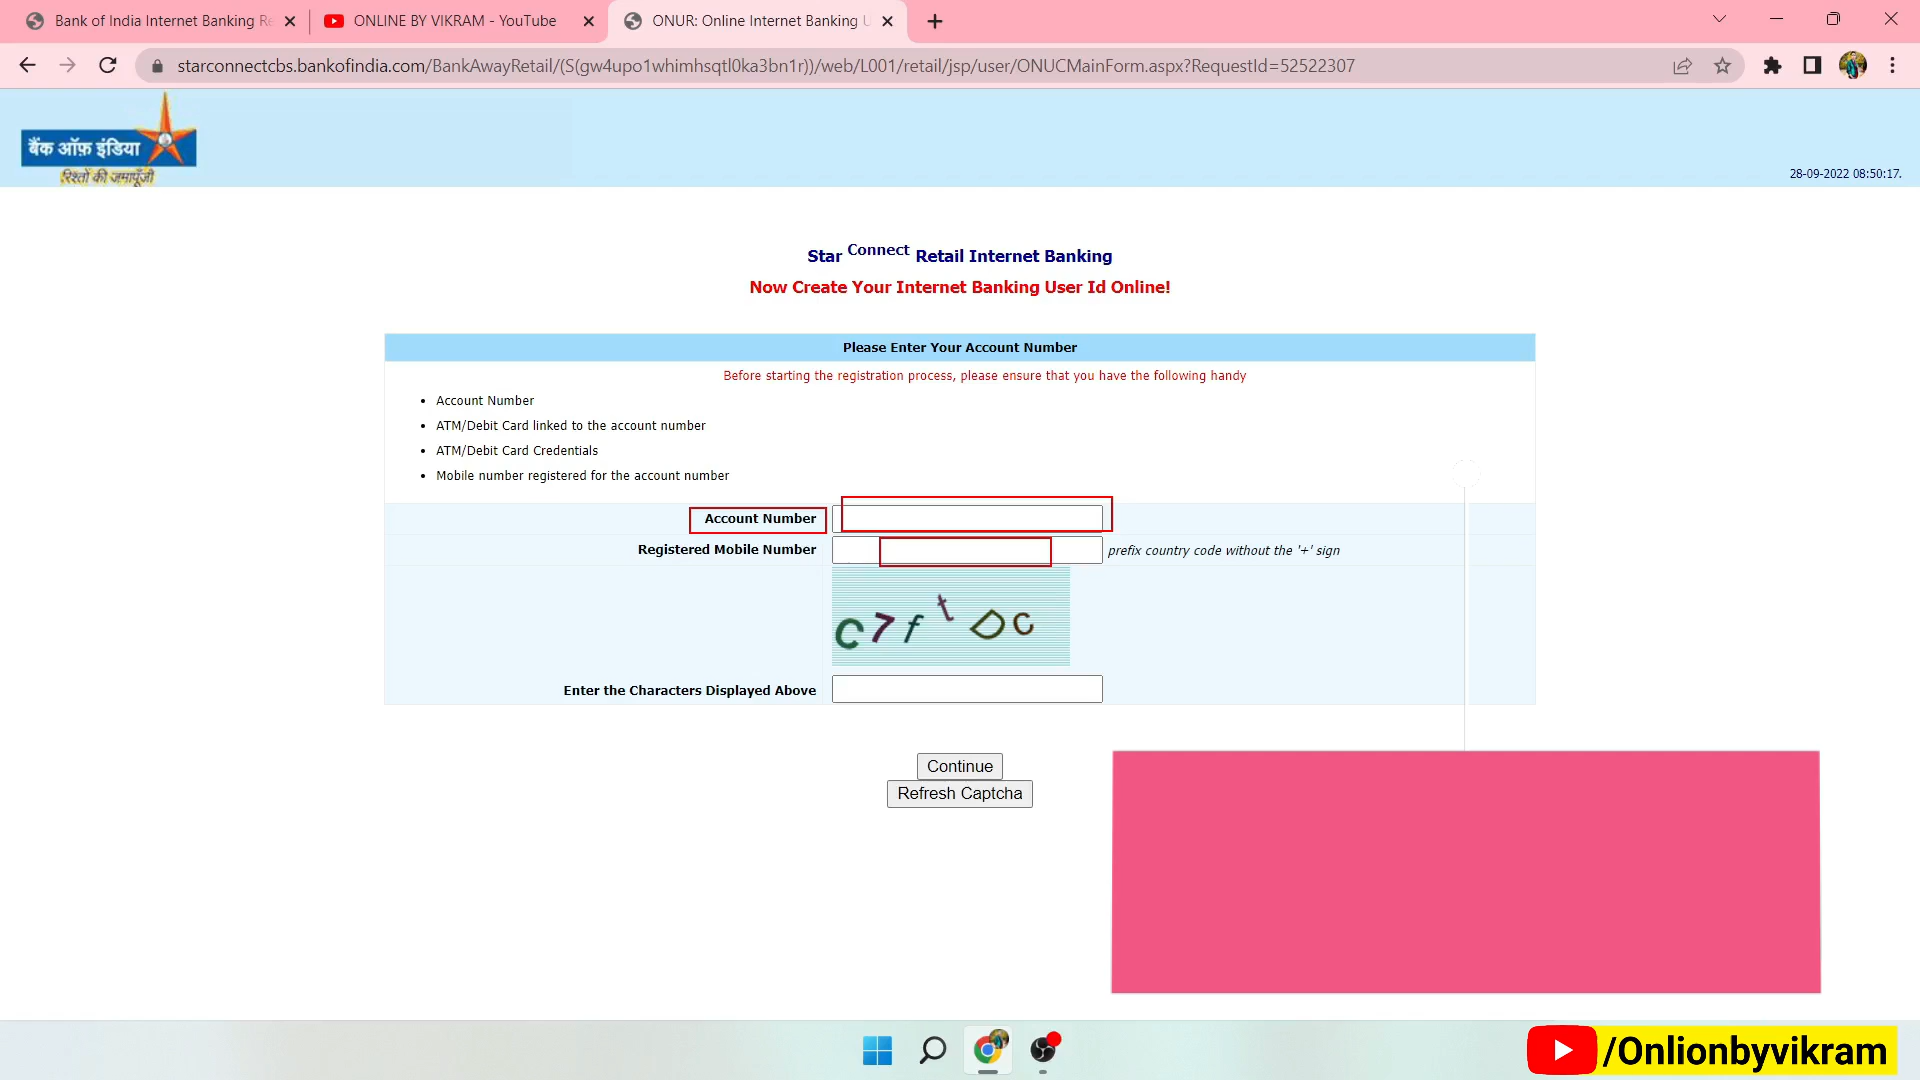 Bank of India Internet Banking Re
ONLINE BY VIKRAM - YouTube
ONUR: Online Internet Banking U
starconnectcbs.bankofindia.com/BankAwayRetail/(S(gw4upo1whimhsqtl0ka3bn1r))/web/L001/retail/jsp/user/ONUCMainForm.aspx?RequestId=52522307
बैंक ऑफ़ इंडिया
रिश्तों की जमापूँजी
28-09-2022 08:50:17.
Star Connect Retail Internet Banking
Now Create Your Internet Banking User Id Online!
Please Enter Your Account Number
Before starting the registration process, please ensure that you have the following handy
• Account Number
• ATM/Debit Card linked to the account number
• ATM/Debit Card Credentials
• Mobile number registered for the account number
Account Number
Registered Mobile Number
prefix country code without the '+' sign
C7ftDC
Enter the Characters Displayed Above
Continue
Refresh Captcha
/Onlionbyvikram